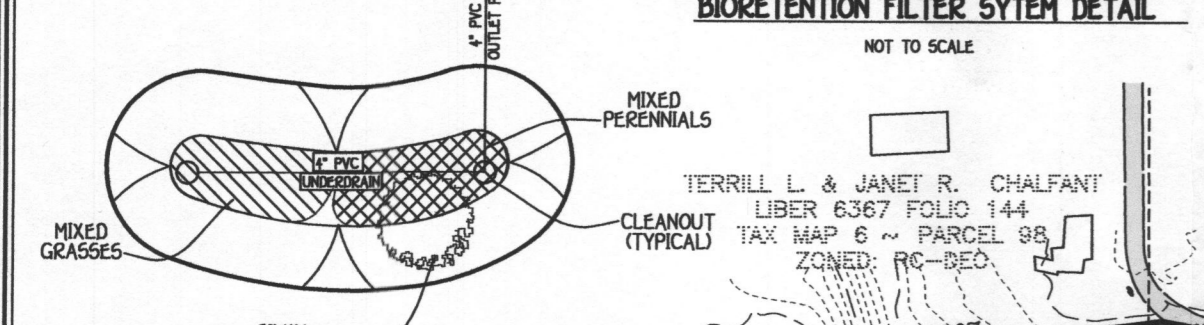 BIORETENTION FILTER SYTEM DETAIL
NOT TO SCALE
4" PVC
OUTLET
MIXED
PERENNIALS
4" PVC
UNDERDRAIN
MIXED
GRASSES
CLEANOUT
(TYPICAL)
TERRILL L. & JANET R. CHALFANT
LIBER 6367 FOLIO 144
TAX MAP 6 ~ PARCEL 98
ZONED: RC-DEO